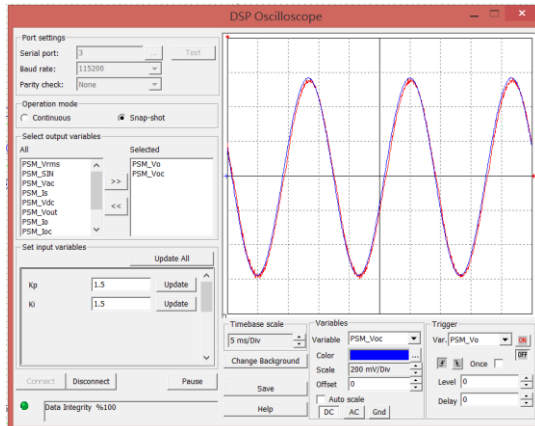 DSP Oscilloscope
Port settings
Serial port: 3 ... Test
Baud rate: 115200
Parity check: None
Operation mode
Continuous Snap-shot
Select output variables
All Selected
PSM_Vrms PSM_Vo
PSM_SIN PSM_Voc
PSM_Vac
PSM_Is >>
PSM_Vdc
PSM_Vout <<
PSM_Io
PSM_Ioc
Set input variables
Update All
Kp 1.5 Update
Ki 1.5 Update
Connect Disconnect Pause
Data Integrity %100
Timebase scale
5 ms/Div
Change Background
Save
Help
Variables
Variable PSM_Voc
Color ...
Scale 200 mV/Div
Offset 0
Auto scale
DC AC Gnd
Trigger
Var. PSM_Vo ON
OFF
Once
Level 0
Delay 0